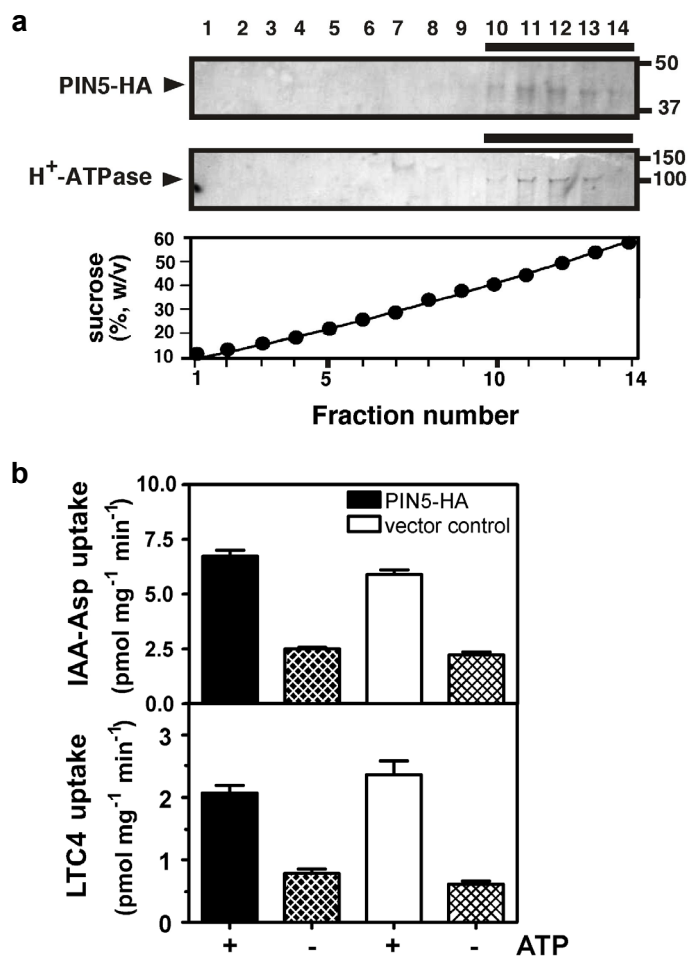 a
1 2 3 4 5 6 7 8 9 10 11 12 13 14
PIN5-HA
50
37
H+-ATPase
150
100
sucrose
(%, w/v)
60
50
40
30
20
10
1 5 10 14
Fraction number
b
IAA-Asp uptake
(pmol mg-1 min-1)
10.0
7.5
5.0
2.5
0.0
PIN5-HA
vector control
LTC4 uptake
(pmol mg-1 min-1)
3
2
1
0
+ - + - ATP